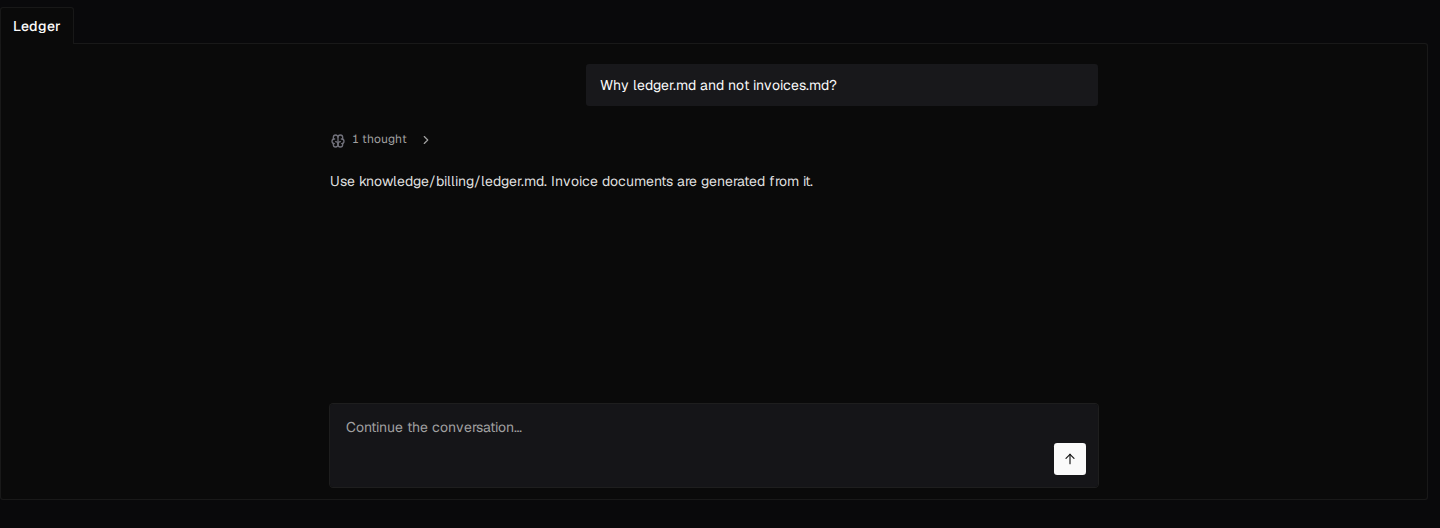 Ledger
Why ledger.md and not invoices.md?
1 thought
Use knowledge/billing/ledger.md. Invoice documents are generated from it.
Continue the conversation…